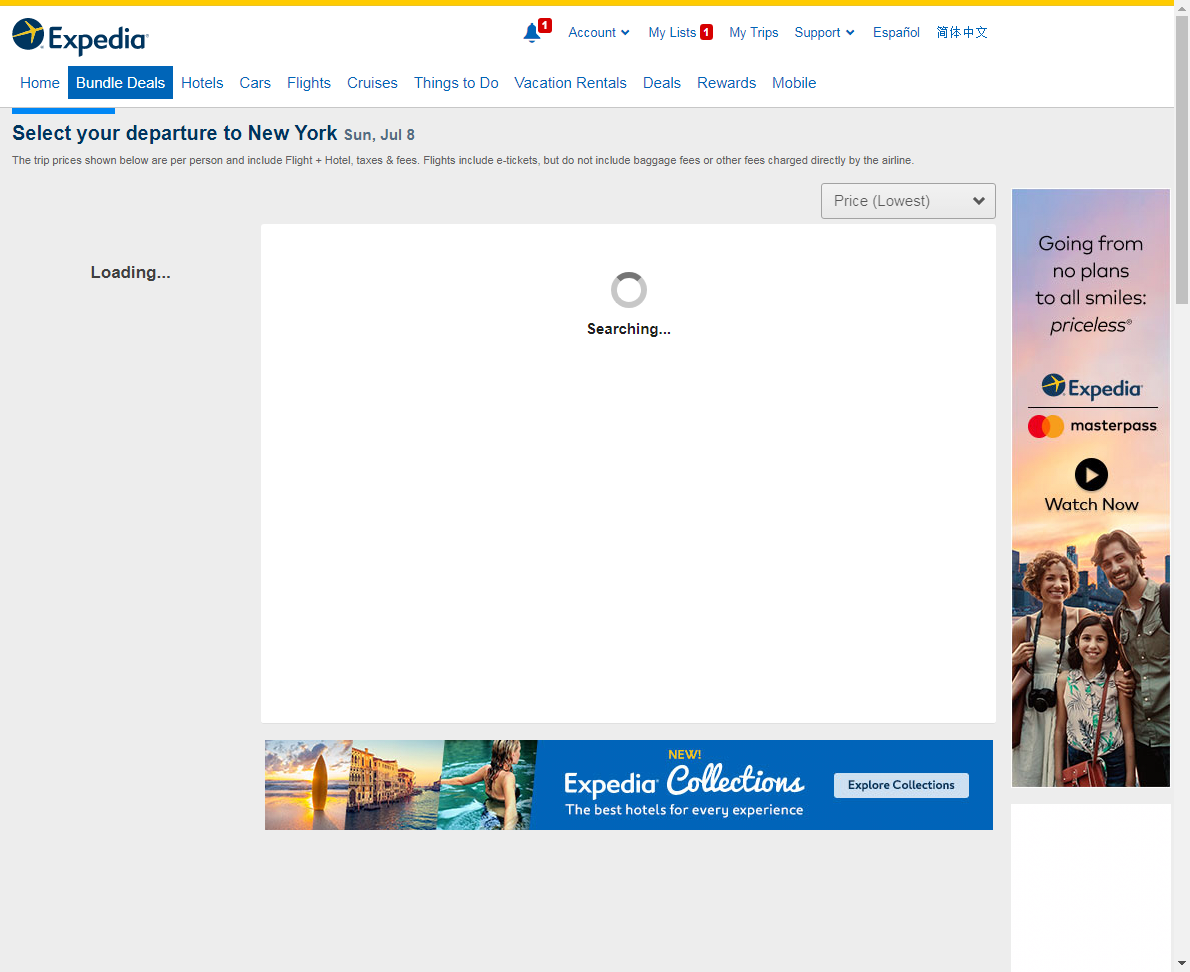 Expedia
1
Account
My Lists 1
My Trips
Support
Español
简体中文
Home
Bundle Deals
Hotels
Cars
Flights
Cruises
Things to Do
Vacation Rentals
Deals
Rewards
Mobile
Select your departure to New York Sun, Jul 8
The trip prices shown below are per person and include Flight + Hotel, taxes & fees. Flights include e-tickets, but do not include baggage fees or other fees charged directly by the airline.
Price (Lowest)
Loading...
Searching...
Going from
no plans
to all smiles:
priceless®
Expedia
masterpass
Watch Now
NEW!
Expedia Collections
The best hotels for every experience
Explore Collections